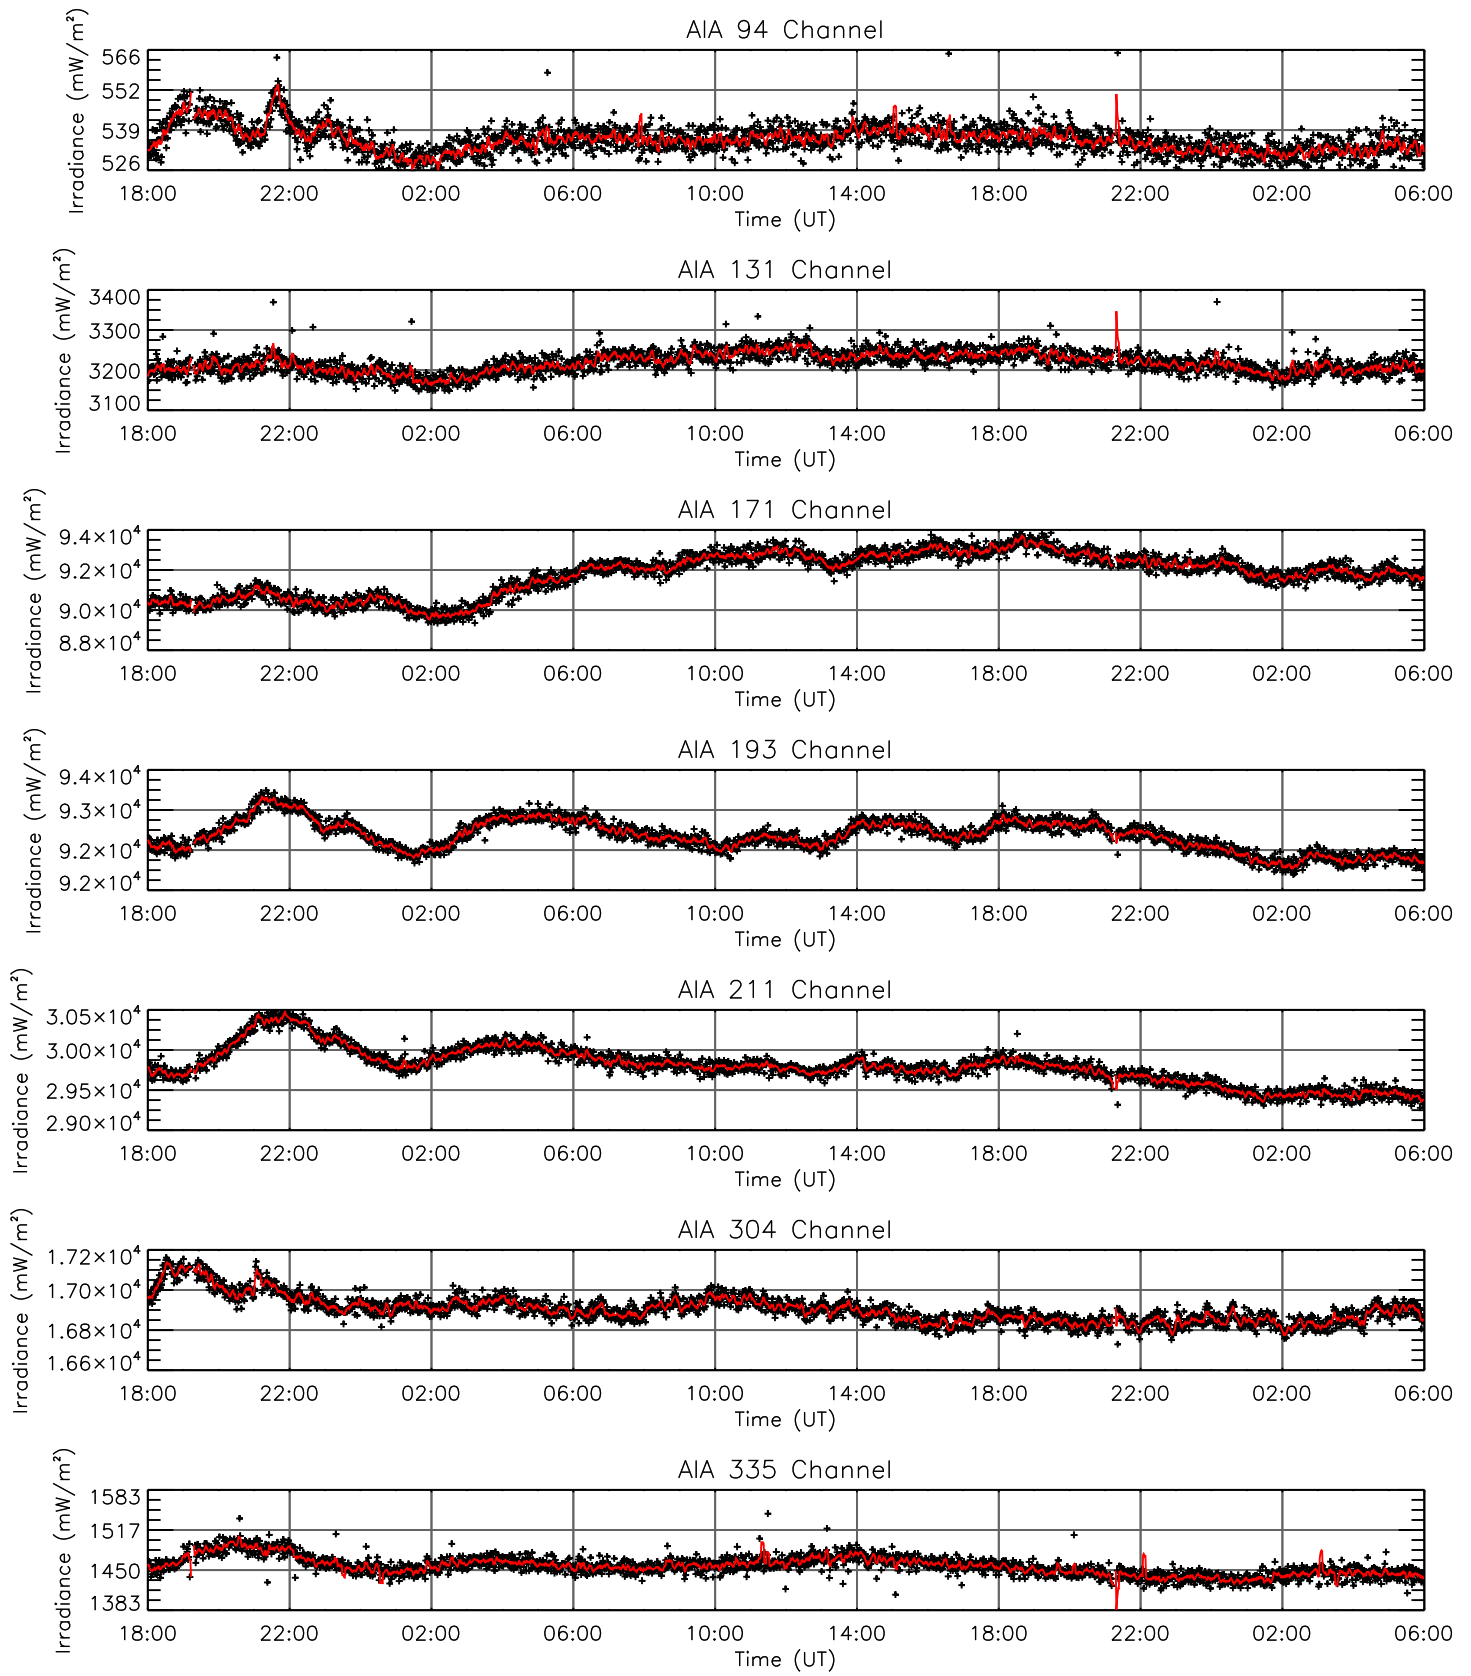 AIA 94 Channel
Irradiance (mW/m²)
566
552
539
526
18:00 22:00 02:00 06:00 10:00 14:00 18:00 22:00 02:00 06:00
Time (UT)
AIA 131 Channel
Irradiance (mW/m²)
3400
3300
3200
3100
18:00 22:00 02:00 06:00 10:00 14:00 18:00 22:00 02:00 06:00
Time (UT)
AIA 171 Channel
Irradiance (mW/m²)
9.4×10⁴
9.2×10⁴
9.0×10⁴
8.8×10⁴
18:00 22:00 02:00 06:00 10:00 14:00 18:00 22:00 02:00 06:00
Time (UT)
AIA 193 Channel
Irradiance (mW/m²)
9.4×10⁴
9.3×10⁴
9.2×10⁴
9.2×10⁴
18:00 22:00 02:00 06:00 10:00 14:00 18:00 22:00 02:00 06:00
Time (UT)
AIA 211 Channel
Irradiance (mW/m²)
3.05×10⁴
3.00×10⁴
2.95×10⁴
2.90×10⁴
18:00 22:00 02:00 06:00 10:00 14:00 18:00 22:00 02:00 06:00
Time (UT)
AIA 304 Channel
Irradiance (mW/m²)
1.72×10⁴
1.70×10⁴
1.68×10⁴
1.66×10⁴
18:00 22:00 02:00 06:00 10:00 14:00 18:00 22:00 02:00 06:00
Time (UT)
AIA 335 Channel
Irradiance (mW/m²)
1583
1517
1450
1383
18:00 22:00 02:00 06:00 10:00 14:00 18:00 22:00 02:00 06:00
Time (UT)